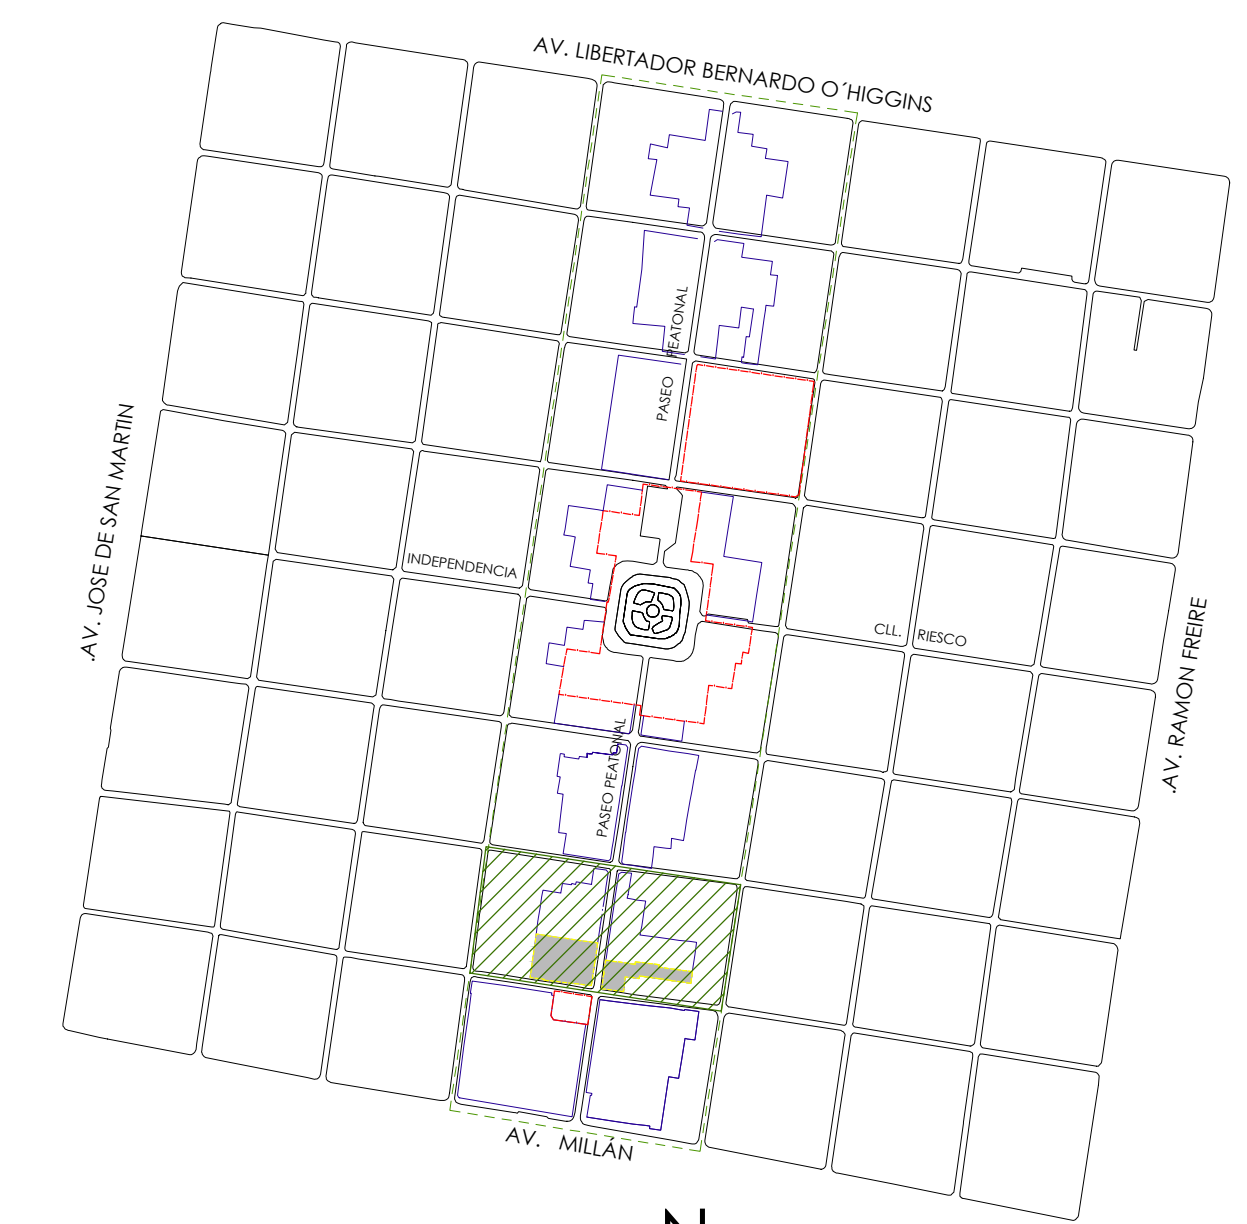 AV. LIBERTADOR BERNARDO O´HIGGINS
PASEO PEATONAL
.AV. JOSE DE SAN MARTIN
INDEPENDENCIA
CLL. RIESCO
.AV. RAMON FREIRE
PASEO PEATONAL
AV. MILLÁN
N